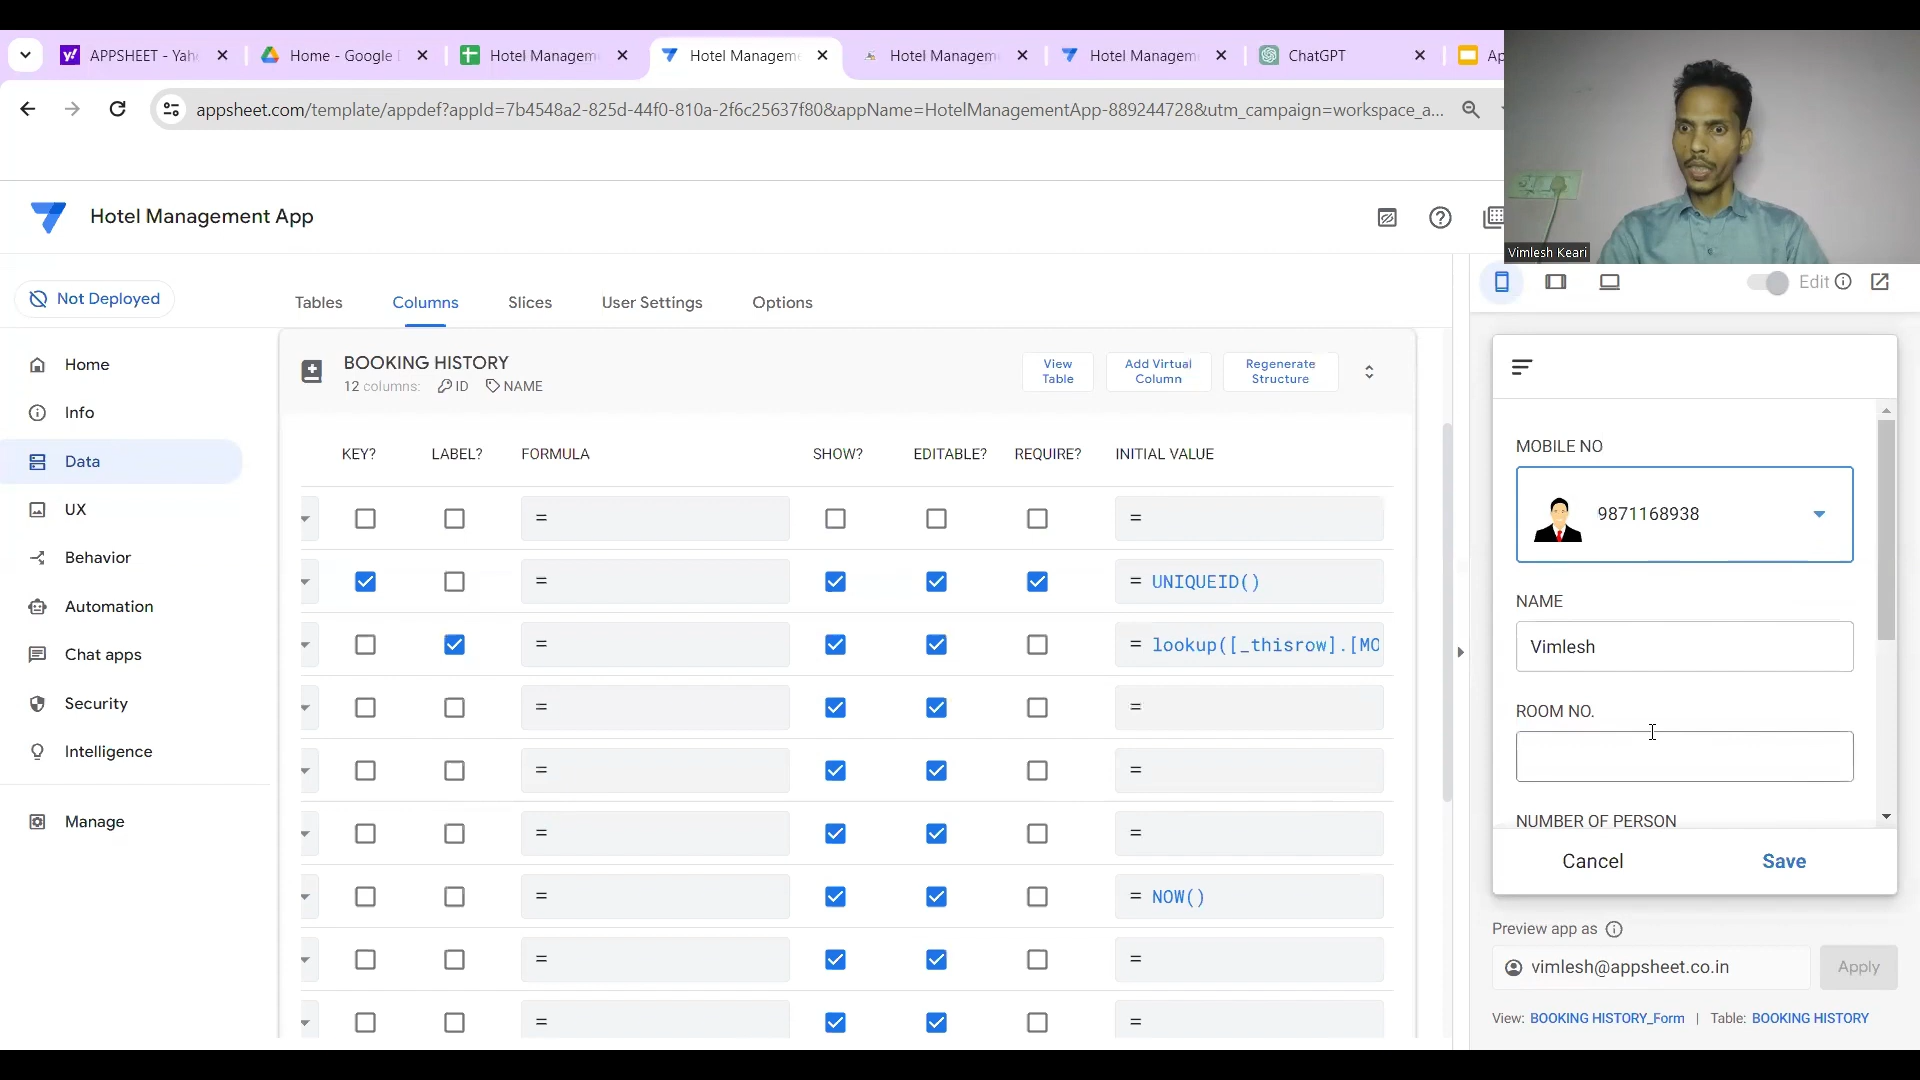 APPSHEET - Yah
Home - Google
Hotel Managem
Hotel Manageme
Hotel Managem
Hotel Managem
ChatGPT
Ap
appsheet.com/template/appdef?appId=7b4548a2-825d-44f0-810a-2f6c25637f80&appName=HotelManagementApp-889244728&utm_campaign=workspace_a...
Vimlesh Keari
Hotel Management App
Not Deployed
Tables
Columns
Slices
User Settings
Options
Edit
Home
Info
Data
UX
Behavior
Automation
Chat apps
Security
Intelligence
Manage
BOOKING HISTORY
12 columns: ID NAME
View
Table
Add Virtual
Column
Regenerate
Structure
KEY? LABEL? FORMULA SHOW? EDITABLE? REQUIRE? INITIAL VALUE
= =
= = UNIQUEID()
= = lookup([_thisrow].[MO
= =
= =
= =
= = NOW()
= =
= =
MOBILE NO
9871168938
NAME
Vimlesh
ROOM NO.
NUMBER OF PERSON
Cancel
Save
Preview app as
vimlesh@appsheet.co.in
Apply
View: BOOKING HISTORY_Form | Table: BOOKING HISTORY